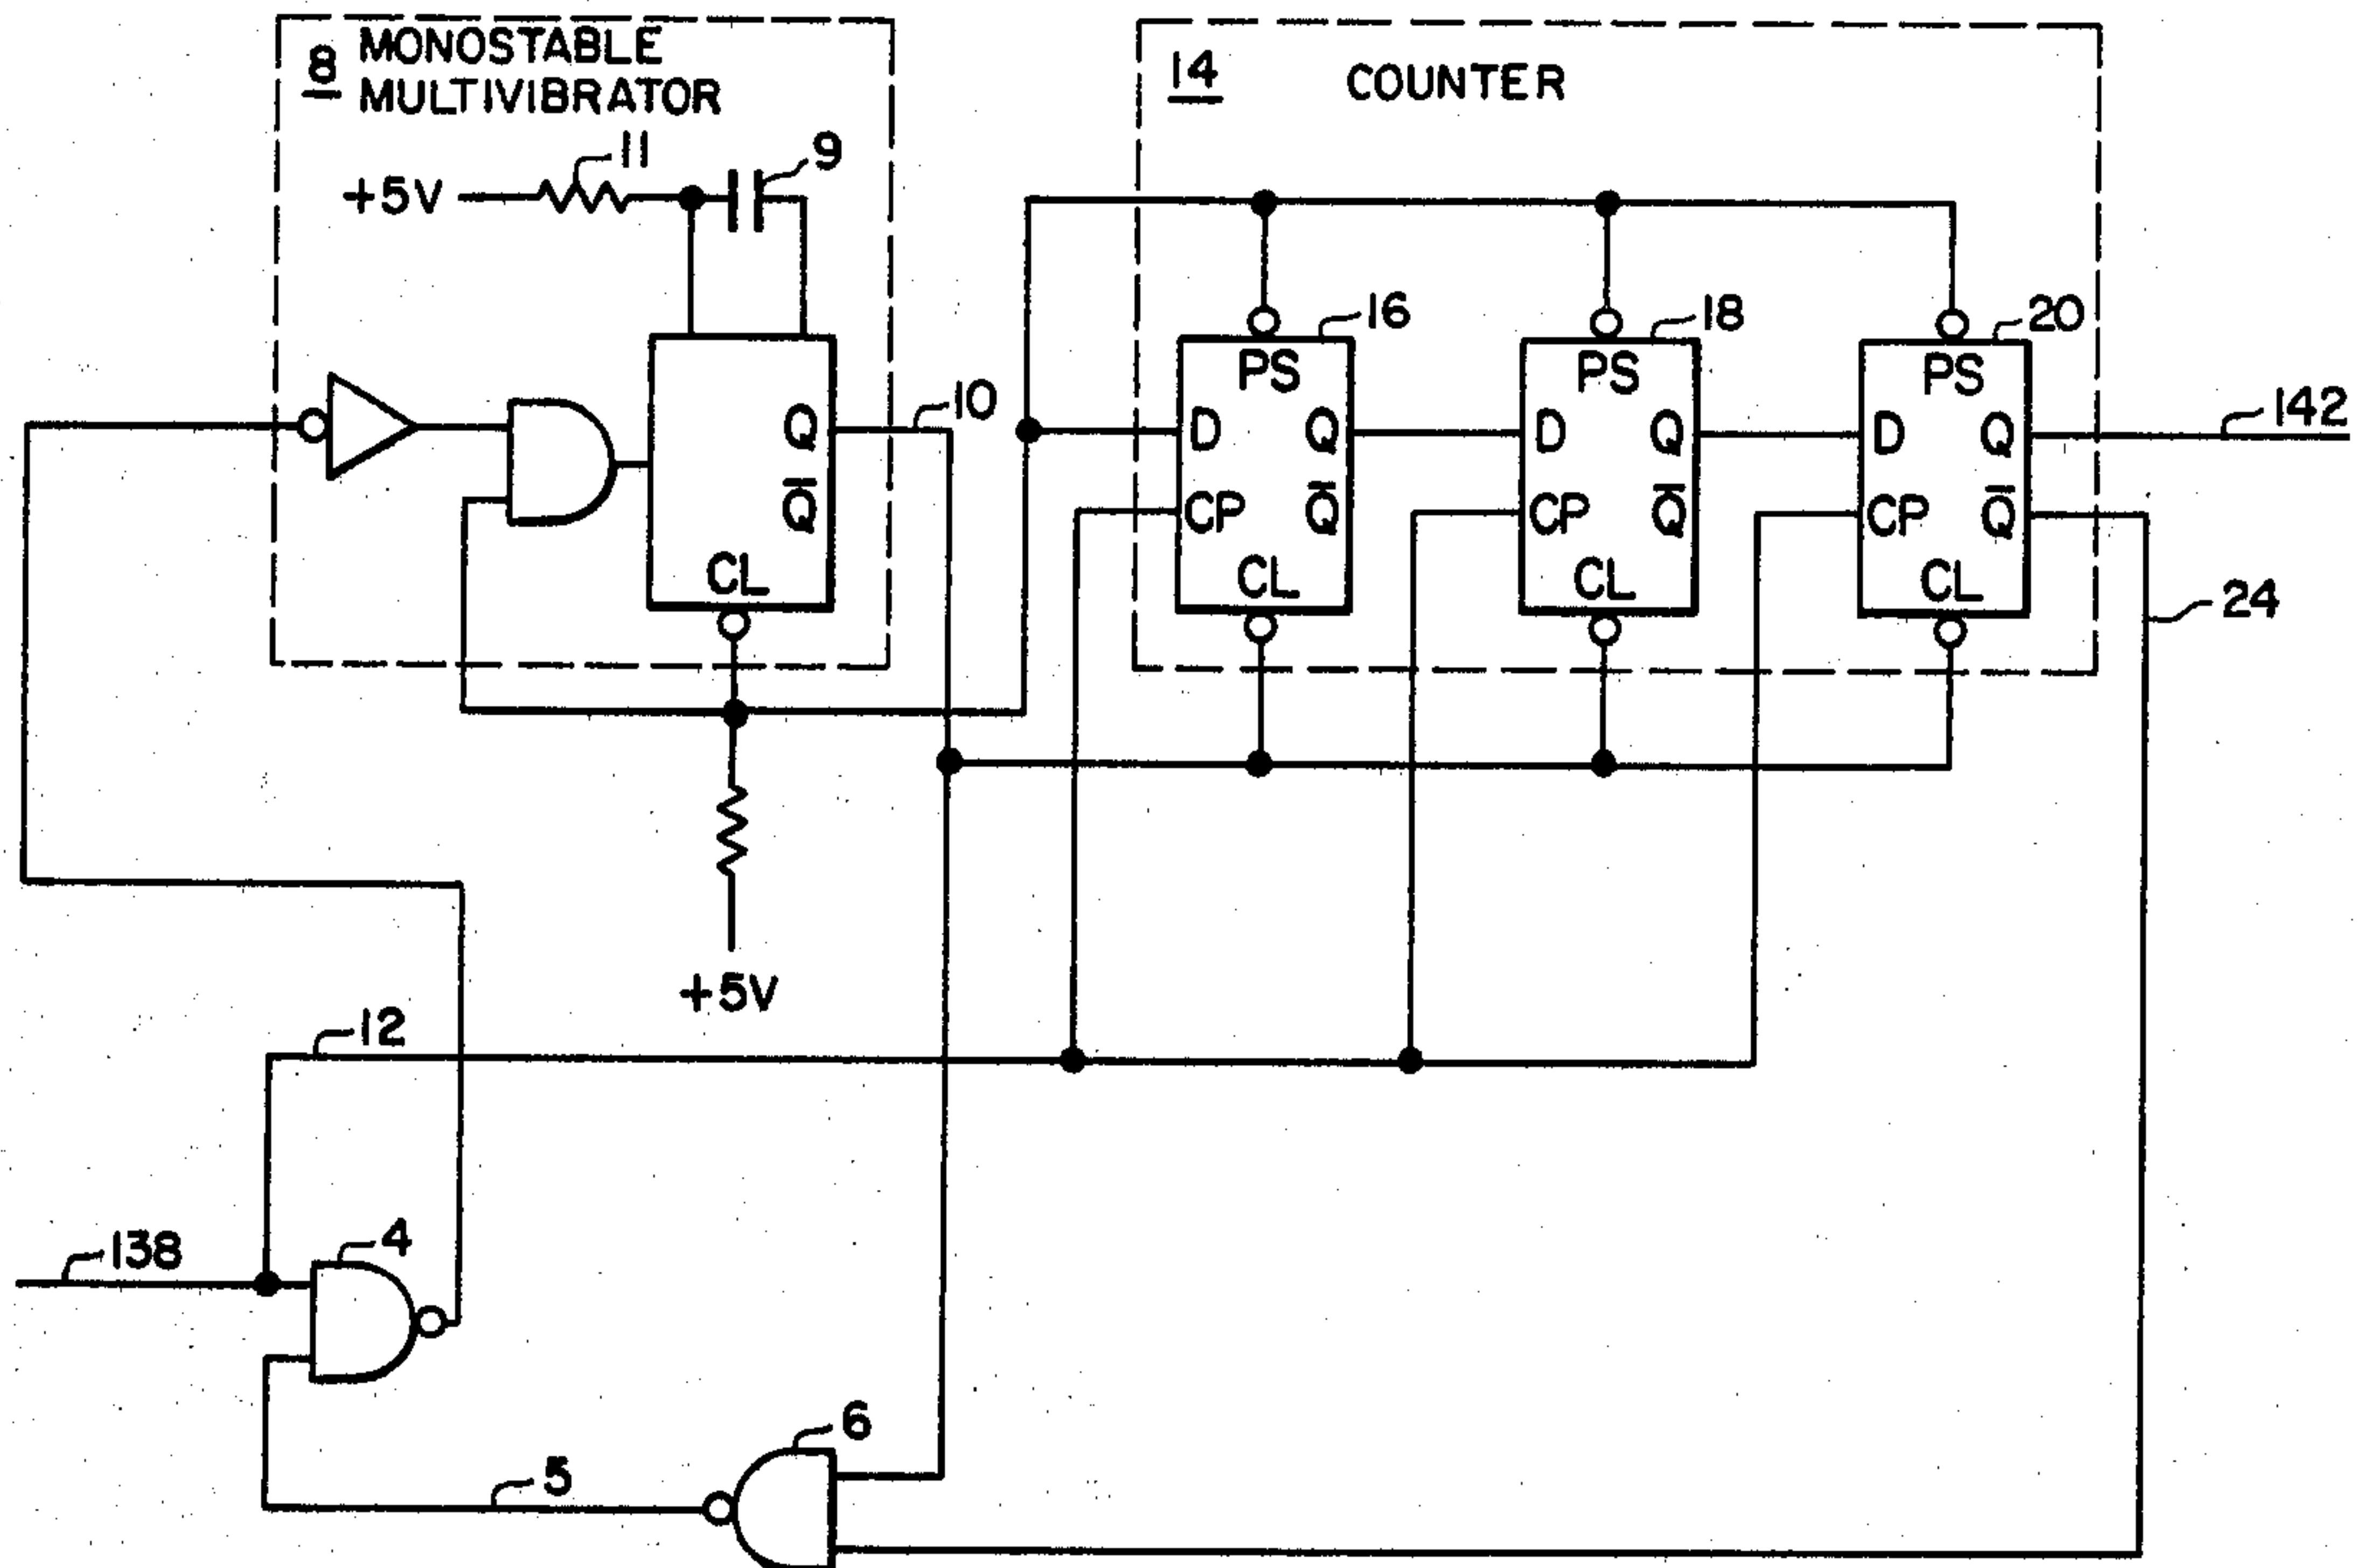 8 MONOSTABLE
MULTIVIBRATOR
14 COUNTER
11
9
+5V
16
18
20
PS
PS
PS
10
142
Q
D Q
D Q
D Q
Q̅
CP Q̅
CP Q̅
CP Q̅
CL
CL
CL
CL
24
+5V
12
138
4
6
5